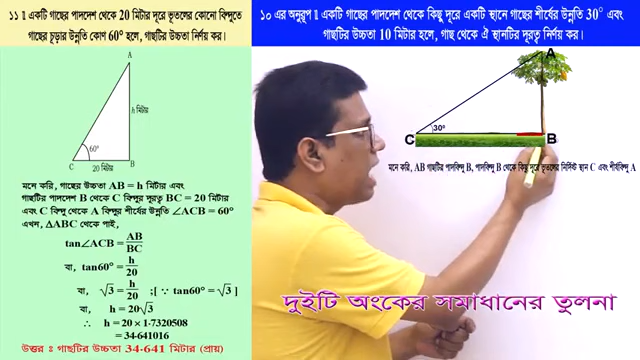 ১১ ॥ একটি গাছের পাদদেশ থেকে 20 মিটার দূরে ভূতলের কোনো বিন্দুতে
গাছের চূড়ার উন্নতি কোণ 60° হলে, গাছটির উচ্চতা নির্ণয় কর।
A
h মিটার
60°
C
20 মিটার
B
মনে করি, গাছের উচ্চতা AB = h মিটার এবং
গাছটির পাদদেশ B থেকে C বিন্দুর দূরত্ব BC = 20 মিটার
এবং C বিন্দু থেকে A বিন্দুর শীর্ষের উন্নতি ∠ACB = 60°
এখন, ΔABC থেকে পাই,
tan∠ACB = AB/BC
বা, tan60° = h/20
বা, √3 = h/20 ;[ ∵ tan60° = √3 ]
বা, h = 20√3
∴ h = 20 × 1·7320508
= 34·641016
উত্তর ঃ গাছটির উচ্চতা 34·641 মিটার (প্রায়)
১০ এর অনুরূপ ॥ একটি গাছের পাদদেশ থেকে কিছু দূরে একটি স্থানে গাছের শীর্ষের উন্নতি 30° এবং
গাছটির উচ্চতা 10 মিটার হলে, গাছ থেকে ঐ স্থানটির দূরত্ব নির্ণয় কর।
A
30°
C
B
মনে করি, AB গাছটির পাদবিন্দু B, পাদবিন্দু B থেকে কিছু দূরে ভূতলের নির্দিষ্ট স্থান C এবং শীর্ষবিন্দু A
দুইটি অংকের সমাধানের তুলনা